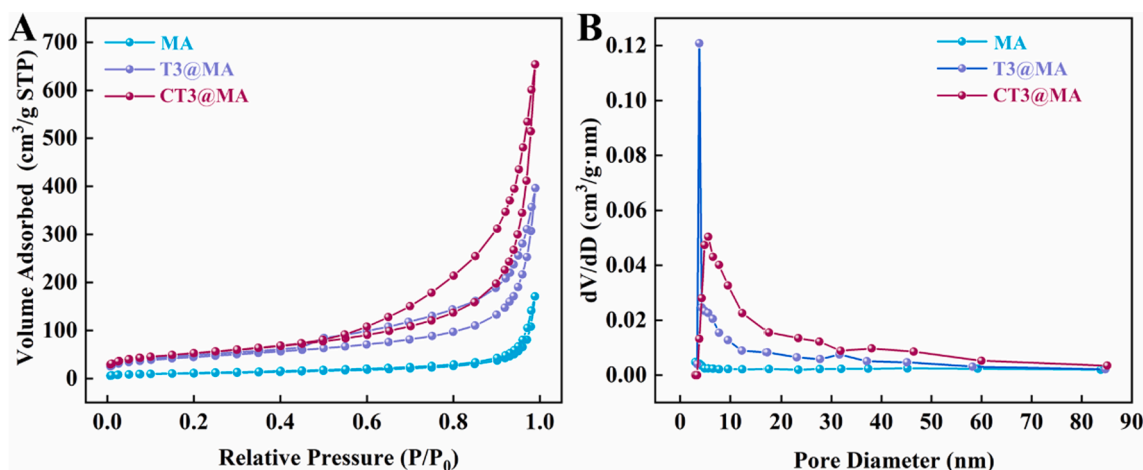 A
MA
T3@MA
CT3@MA
Volume Adsorbed (cm³/g STP)
700
600
500
400
300
200
100
0
0.0 0.2 0.4 0.6 0.8 1.0
Relative Pressure (P/P₀)
B
MA
T3@MA
CT3@MA
dV/dD (cm³/g·nm)
0.12
0.10
0.08
0.06
0.04
0.02
0.00
0 10 20 30 40 50 60 70 80 90
Pore Diameter (nm)